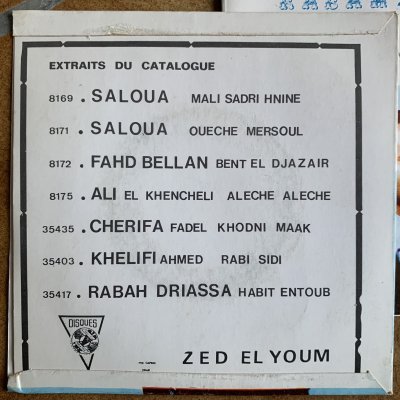 EXTRAITS DU CATALOGUE
8169 . SALOUA MALI SADRI HNINE
8171 . SALOUA OUECHE MERSOUL
8172 . FAHD BELLAN BENT EL DJAZAIR
8175 . ALI EL KHENCHELI ALECHE ALECHE
35435 . CHERIFA FADEL KHODNI MAAK
35403 . KHELIFI AHMED RABI SIDI
35417 . RABAH DRIASSA HABIT ENTOUB
DISQUES
ZED EL YOUM